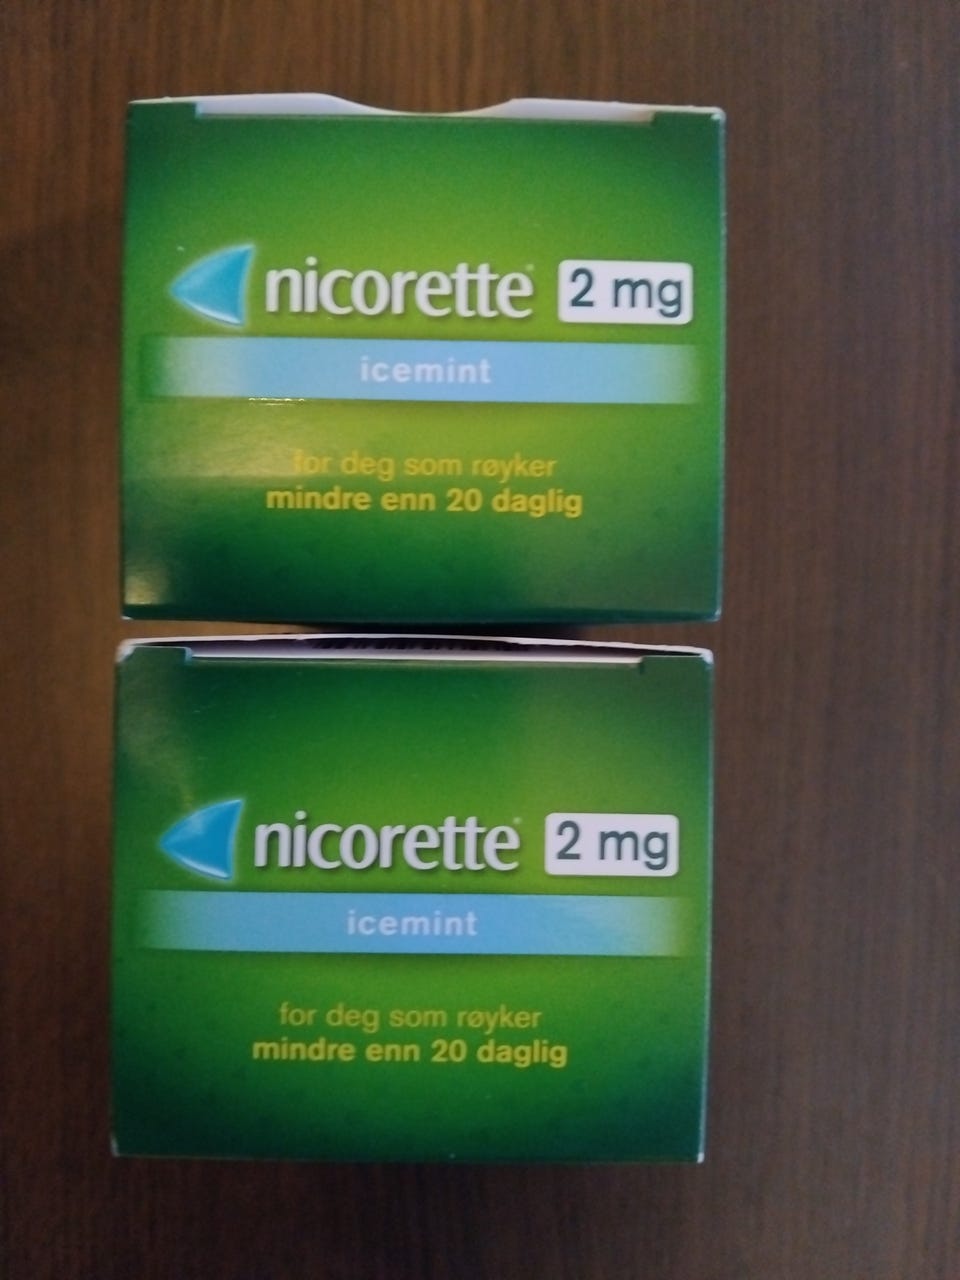 nicorette 2 mg
icemint
for deg som røyker
mindre enn 20 daglig
nicorette 2 mg
icemint
for deg som røyker
mindre enn 20 daglig